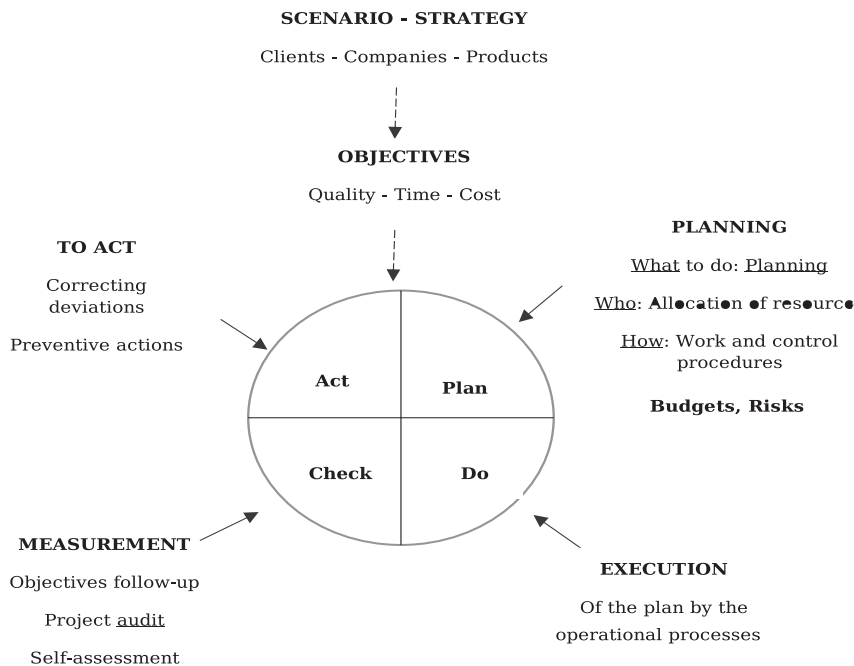 SCENARIO - STRATEGY
Clients - Companies - Products
OBJECTIVES
Quality - Time - Cost
TO ACT
Correcting
deviations
Preventive actions
PLANNING
What to do: Planning
Who: Allocation of resource
How: Work and control
procedures
Budgets, Risks
Act
Plan
Check
Do
MEASUREMENT
Objectives follow-up
Project audit
Self-assessment
EXECUTION
Of the plan by the
operational processes